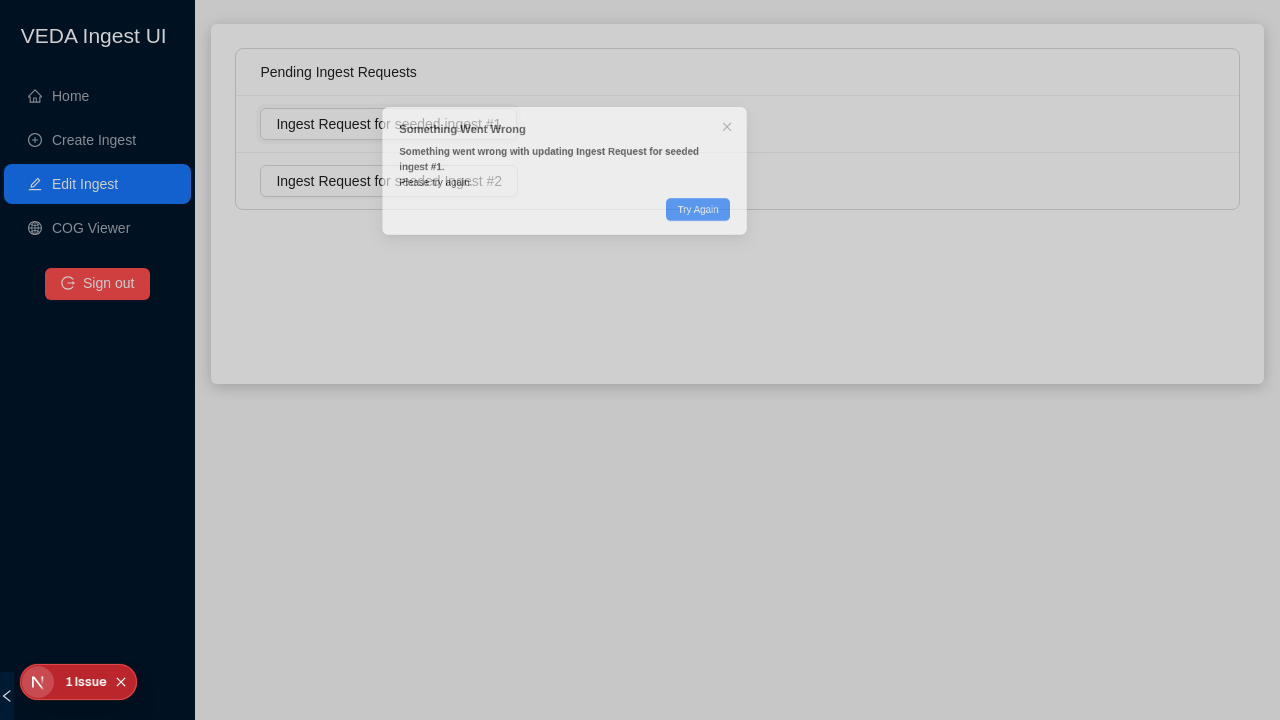 VEDA Ingest UI
Home
Create Ingest
Edit Ingest
COG Viewer
Sign out
Pending Ingest Requests
Ingest Request for seeded ingest #1
Ingest Request for seeded ingest #2
Something Went Wrong
Something went wrong with updating Ingest Request for seeded
ingest #1.
Please try again.
Try Again
1 Issue